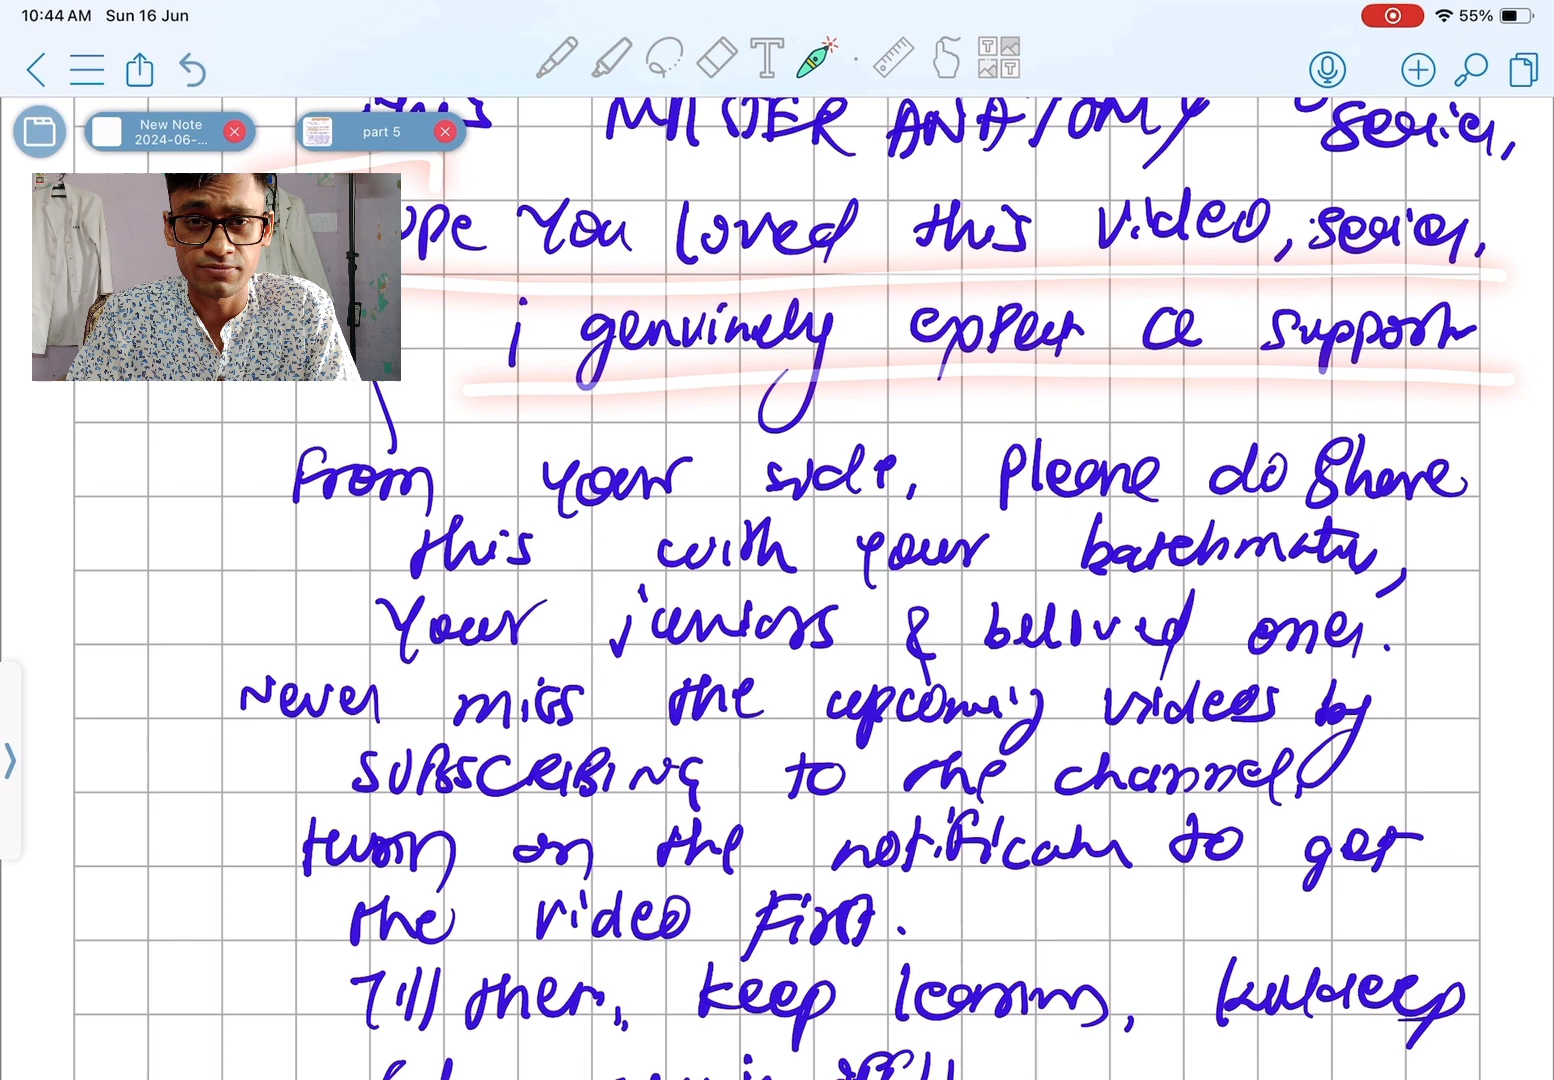 10:44 AM Sun 16 Jun
55%
New Note
2024-06-...
part 5
this MASTER ANATOMY series,
ope You loved this video, series,
i genuinely expect a support
From your side, Please do Share
this with your batchmates,
Your juniors & beloved ones.
Never miss the upcoming videos by
SUBSCRIBING to the channel,
turn on the notification to get
the video First.
Till then, keep learning, kuldeep